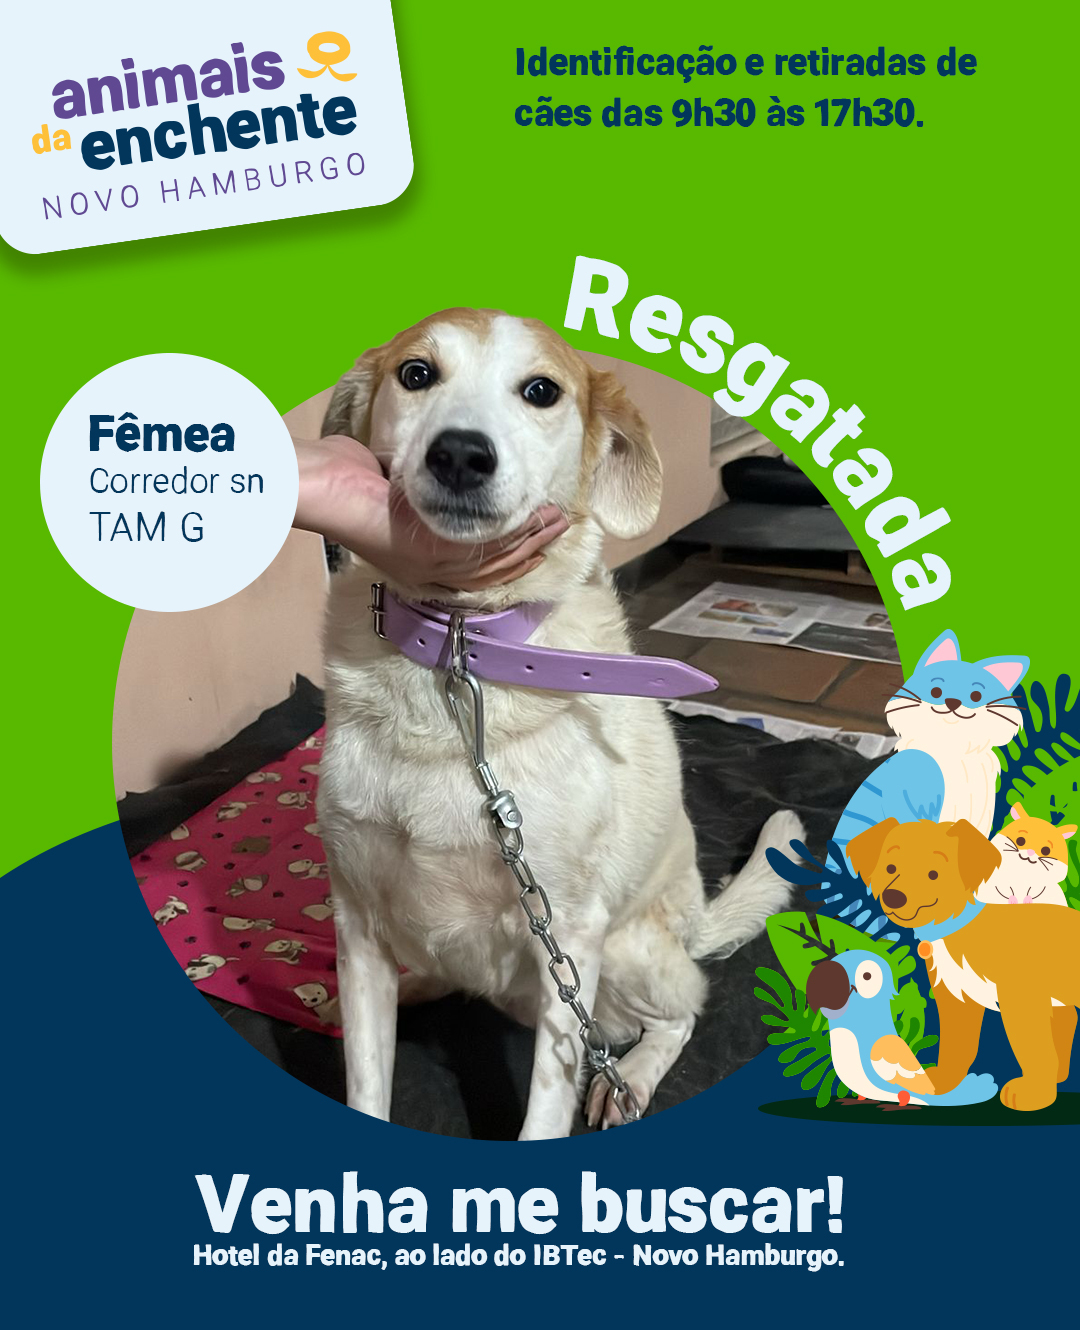 animais
da enchente
NOVO HAMBURGO
Identificação e retiradas de
cães das 9h30 às 17h30.
Resgatada
Fêmea
Corredor sn
TAM G
Venha me buscar!
Hotel da Fenac, ao lado do IBTec - Novo Hamburgo.